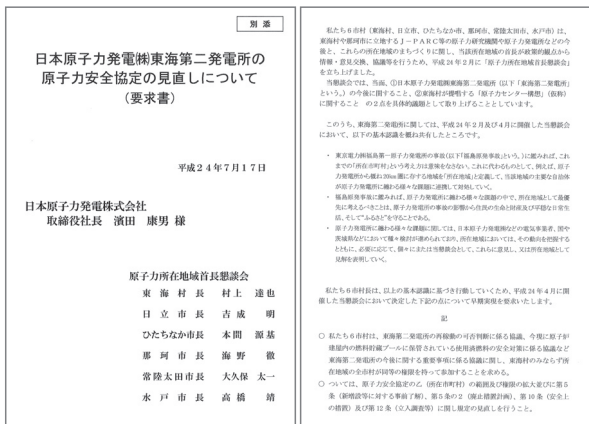 別 添
日本原子力発電㈱東海第二発電所の
原子力安全協定の見直しについて
(要求書)
平成24年7月17日
日本原子力発電株式会社
取締役社長 濱田 康男 様
原子力所在地域首長懇談会
東海村長 村上 達也
日立市長 吉成 明
ひたちなか市長 本間 源基
那珂市長 海野 徹
常陸太田市長 大久保 太一
水戸市長 高橋 靖
私たち6市村（東海村、日立市、ひたちなか市、那珂市、常陸太田市、水戸市）は、
東海村や那珂市に立地するJ－PARC等の原子力研究機関や原子力発電所などの今
後と、これらの所在地域のまちづくりに関し、当該所在地域の首長が政策的観点から
情報・意見交換、協議等を行うため、平成24年2月に「原子力所在地域首長懇談会」
を立ち上げました。
当懇談会では、当面、①日本原子力発電㈱東海第二発電所（以下「東海第二発電所」
という。）の今後に関すること、②東海村が提唱する「原子力センター構想」（仮称）
に関すること の2点を具体的議題として取り上げることとしています。
このうち、東海第二発電所に関しては、平成24年2月及び4月に開催した当懇談会
において、以下の基本認識を概ね共有したところです。
・ 東京電力㈱福島第一原子力発電所の事故（以下「福島原発事故」という。）に鑑みれば、これ
までの「所在市町村」という考え方は意味をなさない。これに代わるものとして、例えば、原子
力発電所から概ね20km圏に存する地域を「所在地域」と定義して、当該地域の主要な自治体
が原子力発電所に纏わる様々な課題に連携して対処していく。
・ 福島原発事故に鑑みれば、原子力発電所に纏わる様々な課題の中で、所在地域として最優
先に考えるべきことは、原子力発電所の事故の影響から住民の生命と財産及び平穏な日常生
活、そして“ふるさと”を守ることである。
・ 原子力発電所に纏わる様々な課題に関しては、日本原子力発電㈱などの電気事業者、国や
茨城県などにおいて種々検討が進められており、所在地域においては、その動向を把握する
とともに、必要に応じて、個々にまたは当懇談会として、これらに意見し、又は所在地域として
見解を表明していく。
私たち6市村長は、以上の基本認識に基づき行動していくため、平成24年4月に開
催した当懇談会において決定した下記の点について早期実現を要求いたします。
記
○ 私たち6市村は、東海第二発電所の再稼動の可否判断に係る協議、今現に原子炉
建屋内の燃料貯蔵プールに保管されている使用済燃料の安全対策に係る協議など
東海第二発電所の今後に関する重要事項に係る協議に関し、東海村のみならず所
在地域の全市村が同等の権限を持って参加することを求める。
○ ついては、原子力安全協定の乙（所在市町村）の範囲及び権限の拡大並びに第5
条（新増設等に対する事前了解）、第5条の2（廃止措置計画）、第10条（安全上
の措置）及び第12条（立入調査等）に関し規定の見直しを行うこと。